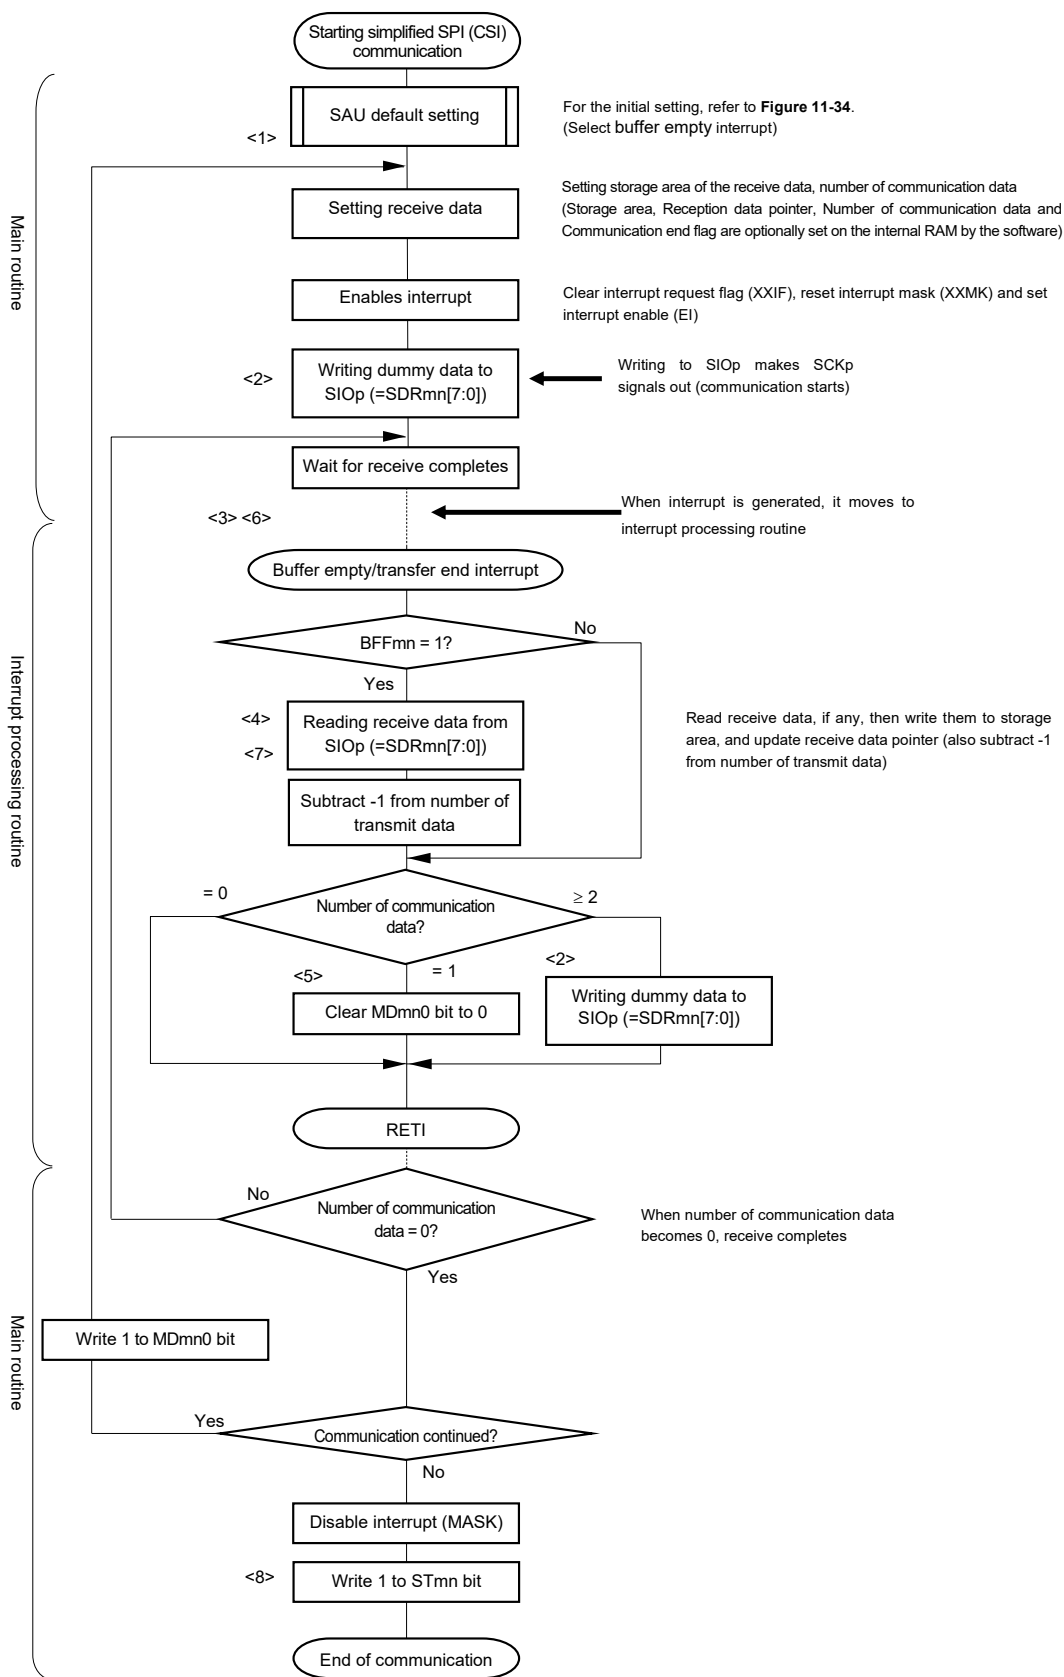 Starting simplified SPI (CSI)
communication
SAU default setting
For the initial setting, refer to Figure 11-34.
(Select buffer empty interrupt)
<1>
Setting receive data
Setting storage area of the receive data, number of communication data
(Storage area, Reception data pointer, Number of communication data and
Communication end flag are optionally set on the internal RAM by the software)
Main routine
Enables interrupt
Clear interrupt request flag (XXIF), reset interrupt mask (XXMK) and set
interrupt enable (EI)
<2>
Writing dummy data to
SIOp (=SDRmn[7:0])
Writing to SIOp makes SCKp
signals out (communication starts)
Wait for receive completes
<3> <6>
When interrupt is generated, it moves to
interrupt processing routine
Buffer empty/transfer end interrupt
BFFmn = 1?
No
Yes
Interrupt processing routine
<4>
<7>
Reading receive data from
SIOp (=SDRmn[7:0])
Read receive data, if any, then write them to storage
area, and update receive data pointer (also subtract -1
from number of transmit data)
Subtract -1 from number of
transmit data
= 0
Number of communication
data?
≥ 2
<5>
= 1
<2>
Clear MDmn0 bit to 0
Writing dummy data to
SIOp (=SDRmn[7:0])
RETI
No
Number of communication
data = 0?
When number of communication data
becomes 0, receive completes
Yes
Main routine
Write 1 to MDmn0 bit
Yes
Communication continued?
No
Disable interrupt (MASK)
<8>
Write 1 to STmn bit
End of communication